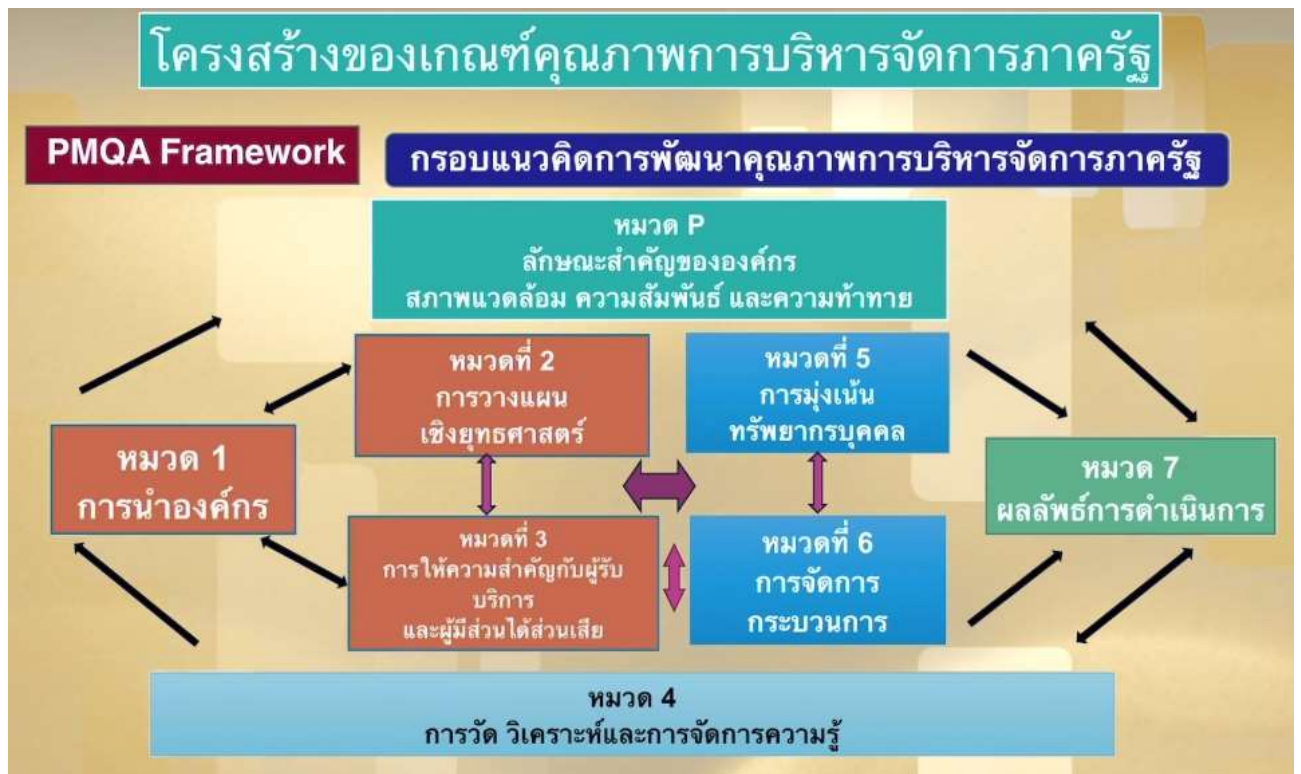 โครงสร้างของเกณฑ์คุณภาพการบริหารจัดการภาครัฐ
PMQA Framework
กรอบแนวคิดการพัฒนาคุณภาพการบริหารจัดการภาครัฐ
หมวด P
ลักษณะสำคัญขององค์กร
สภาพแวดล้อม ความสัมพันธ์ และความท้าทาย
หมวดที่ 2
การวางแผน
เชิงยุทธศาสตร์
หมวดที่ 5
การมุ่งเน้น
ทรัพยากรบุคคล
หมวด 1
การนำองค์กร
หมวด 7
ผลลัพธ์การดำเนินการ
หมวดที่ 3
การให้ความสำคัญกับผู้รับ
บริการ
และผู้มีส่วนได้ส่วนเสีย
หมวดที่ 6
การจัดการ
กระบวนการ
หมวด 4
การวัด วิเคราะห์และการจัดการความรู้